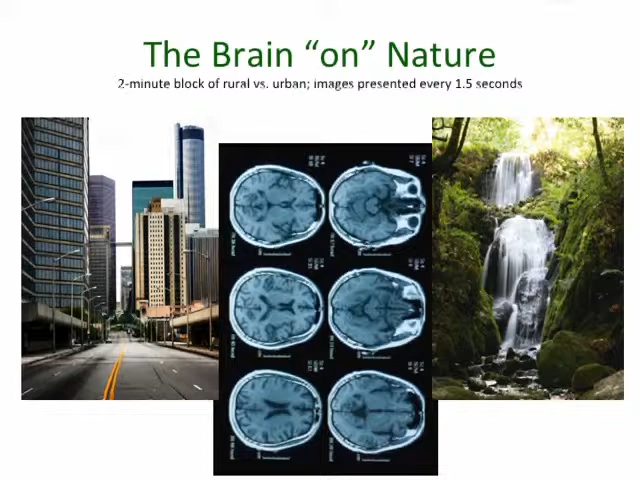 The Brain “on” Nature
2-minute block of rural vs. urban; images presented every 1.5 seconds